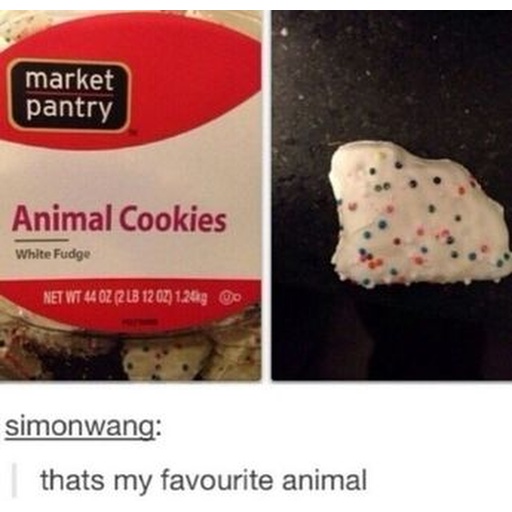 market
pantry
Animal Cookies
White Fudge
NET WT 44 OZ (2 LB 12 OZ) 1.24kg
simonwang:
thats my favourite animal